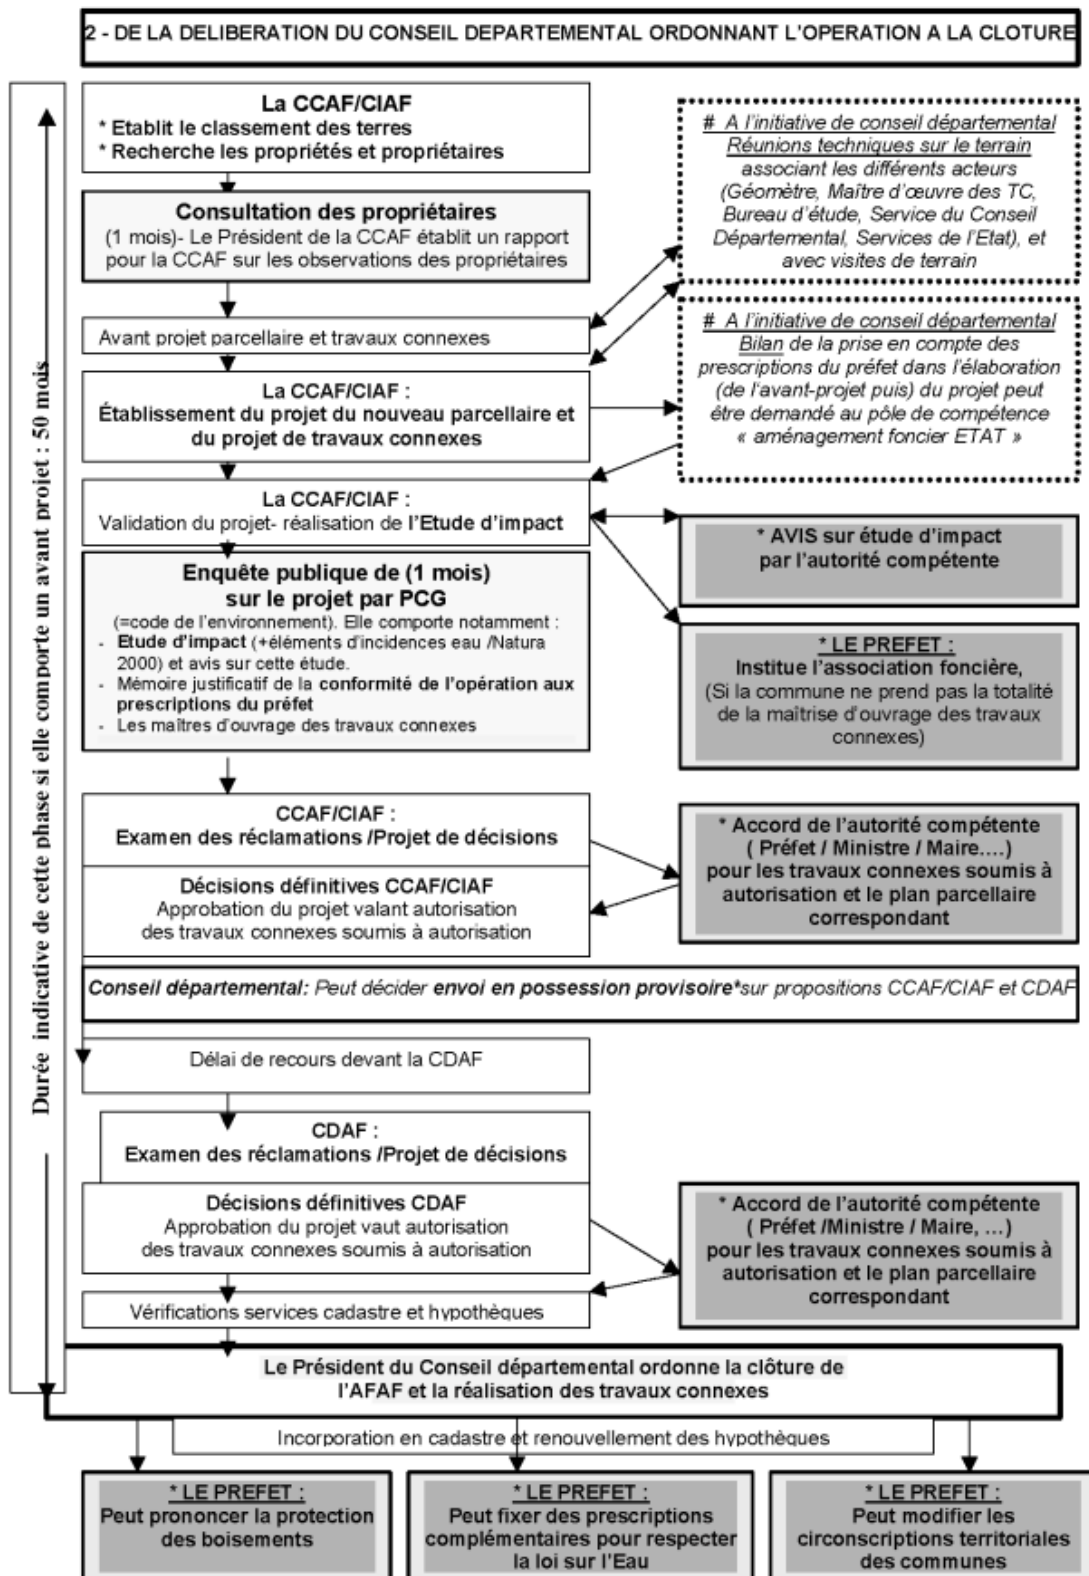 2 - DE LA DELIBERATION DU CONSEIL DEPARTEMENTAL ORDONNANT L'OPERATION A LA CLOTURE
Durée indicative de cette phase si elle comporte un avant projet : 50 mois
La CCAF/CIAF
* Etablit le classement des terres
* Recherche les propriétés et propriétaires
# A l'initiative de conseil départemental
Réunions techniques sur le terrain
associant les différents acteurs
(Géomètre, Maître d'œuvre des TC,
Bureau d'étude, Service du Conseil
Départemental, Services de l'Etat), et
avec visites de terrain
Consultation des propriétaires
(1 mois)- Le Président de la CCAF établit un rapport
pour la CCAF sur les observations des propriétaires
Avant projet parcellaire et travaux connexes
# A l'initiative de conseil départemental
Bilan de la prise en compte des
prescriptions du préfet dans l'élaboration
(de l'avant-projet puis) du projet peut
être demandé au pôle de compétence
« aménagement foncier ETAT »
La CCAF/CIAF :
Établissement du projet du nouveau parcellaire et
du projet de travaux connexes
La CCAF/CIAF :
Validation du projet- réalisation de l'Etude d'impact
* AVIS sur étude d'impact
par l'autorité compétente
Enquête publique de (1 mois)
sur le projet par PCG
(=code de l'environnement). Elle comporte notamment :
- Etude d'impact (+éléments d'incidences eau /Natura
2000) et avis sur cette étude.
- Mémoire justificatif de la conformité de l'opération aux
prescriptions du préfet
- Les maîtres d'ouvrage des travaux connexes
* LE PREFET :
Institue l'association foncière,
(Si la commune ne prend pas la totalité
de la maîtrise d'ouvrage des travaux
connexes)
CCAF/CIAF :
Examen des réclamations /Projet de décisions
Décisions définitives CCAF/CIAF
Approbation du projet valant autorisation
des travaux connexes soumis à autorisation
* Accord de l'autorité compétente
( Préfet / Ministre / Maire....)
pour les travaux connexes soumis à
autorisation et le plan parcellaire
correspondant
Conseil départemental: Peut décider envoi en possession provisoire*sur propositions CCAF/CIAF et CDAF
Délai de recours devant la CDAF
CDAF :
Examen des réclamations /Projet de décisions
Décisions définitives CDAF
Approbation du projet vaut autorisation
des travaux connexes soumis à autorisation
* Accord de l'autorité compétente
( Préfet /Ministre / Maire, ...)
pour les travaux connexes soumis à
autorisation et le plan parcellaire
correspondant
Vérifications services cadastre et hypothèques
Le Président du Conseil départemental ordonne la clôture de
l'AFAF et la réalisation des travaux connexes
Incorporation en cadastre et renouvellement des hypothèques
* LE PREFET :
Peut prononcer la protection
des boisements
* LE PREFET :
Peut fixer des prescriptions
complémentaires pour respecter
la loi sur l'Eau
* LE PREFET :
Peut modifier les
circonscriptions territoriales
des communes